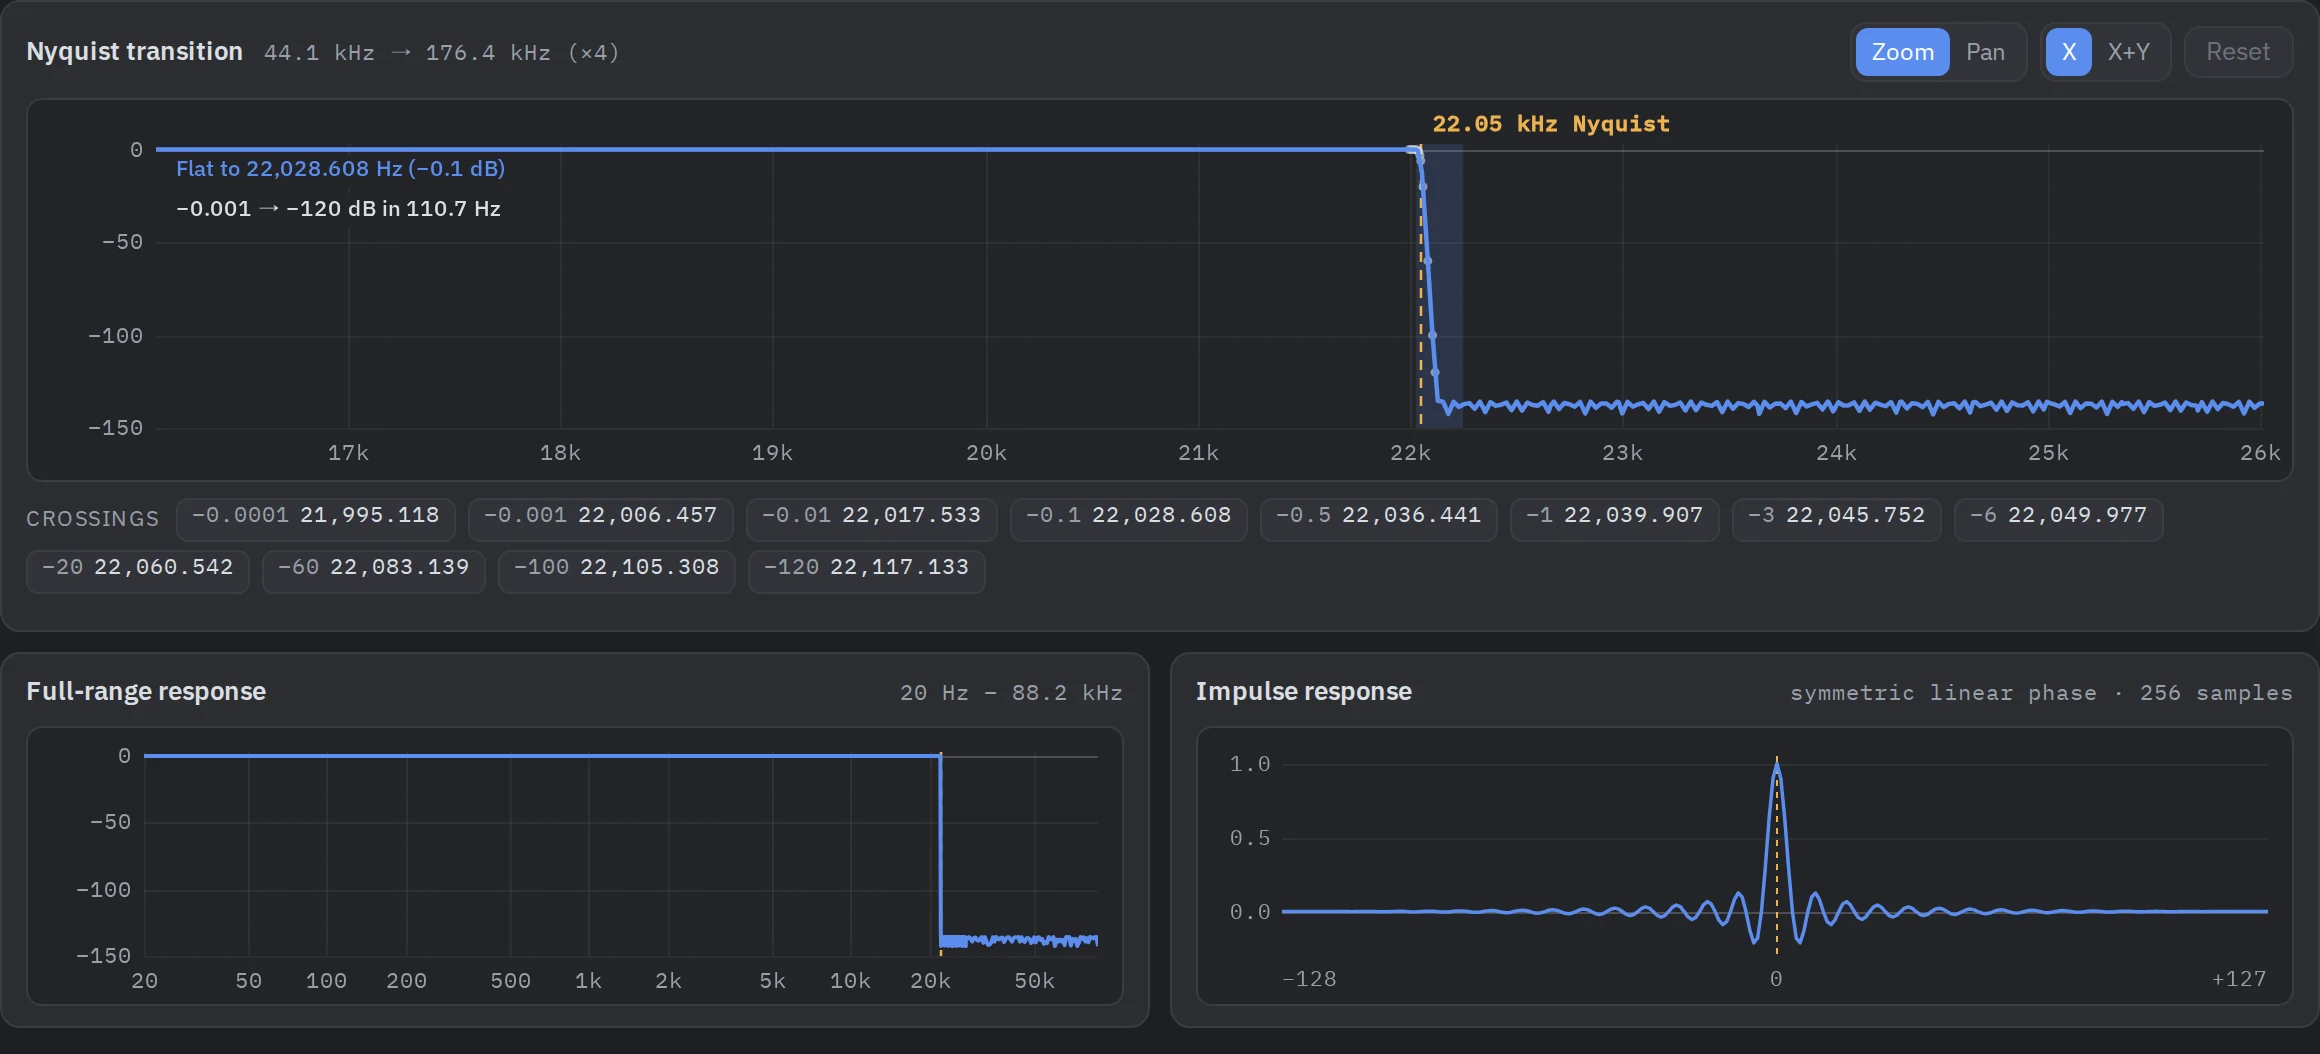 Nyquist transition 44.1 kHz → 176.4 kHz (×4) Zoom Pan X X+Y Reset
22.05 kHz Nyquist
0
Flat to 22,028.608 Hz (−0.1 dB)
−0.001 → −120 dB in 110.7 Hz
−50
−100
−150
17k 18k 19k 20k 21k 22k 23k 24k 25k 26k
CROSSINGS −0.0001 21,995.118 −0.001 22,006.457 −0.01 22,017.533 −0.1 22,028.608 −0.5 22,036.441 −1 22,039.907 −3 22,045.752 −6 22,049.977
−20 22,060.542 −60 22,083.139 −100 22,105.308 −120 22,117.133
Full-range response 20 Hz – 88.2 kHz
0
−50
−100
−150
20 50 100 200 500 1k 2k 5k 10k 20k 50k
Impulse response symmetric linear phase · 256 samples
1.0
0.5
0.0
−128 0 +127